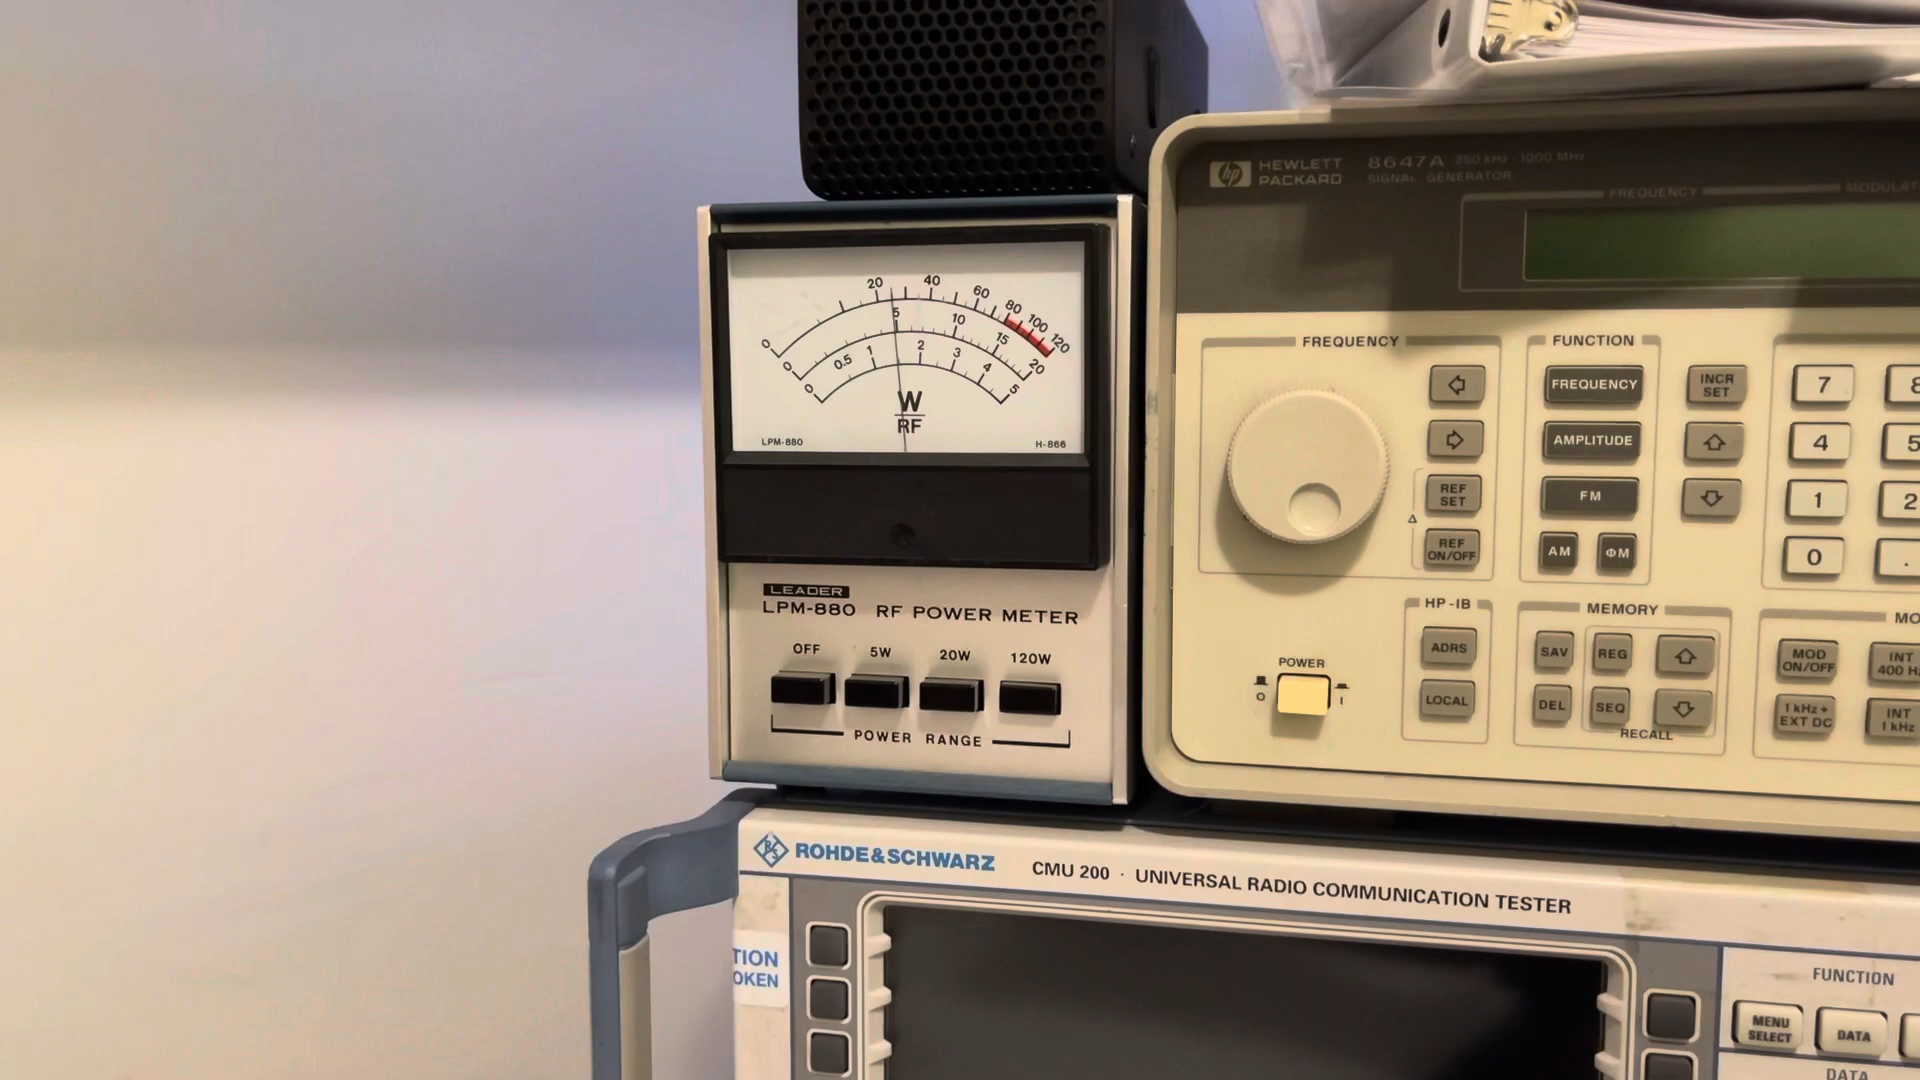 hp HEWLETT PACKARD
8647A 250 kHz - 1000 MHz
SIGNAL GENERATOR
FREQUENCY
0 20 40 60 80 100 120
0 5 10 15 20
0 0.5 1 2 3 4 5
W
RF
LPM-880 H-866
LEADER
LPM-880 RF POWER METER
OFF 5W 20W 120W
POWER RANGE
FREQUENCY
REF SET
REF ON/OFF
FUNCTION
FREQUENCY
AMPLITUDE
FM
AM ΦM
INCR SET
7
4
1
0
POWER
O I
HP-IB
ADRS
LOCAL
MEMORY
SAV REG
DEL SEQ
RECALL
MOD ON/OFF
INT
1 kHz + EXT DC
INT 1 kHz
R&S ROHDE&SCHWARZ
CMU 200 · UNIVERSAL RADIO COMMUNICATION TESTER
TION
OKEN
FUNCTION
MENU SELECT
DATA
DATA